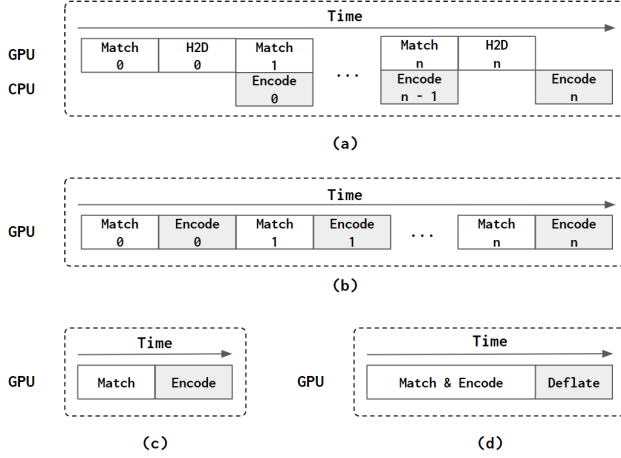 Time
GPU
Match 0
H2D 0
Match 1
...
Match n
H2D n
CPU
Encode 0
Encode n - 1
Encode n
(a)
Time
GPU
Match 0
Encode 0
Match 1
Encode 1
...
Match n
Encode n
(b)
Time
GPU
Match
Encode
(c)
Time
GPU
Match & Encode
Deflate
(d)